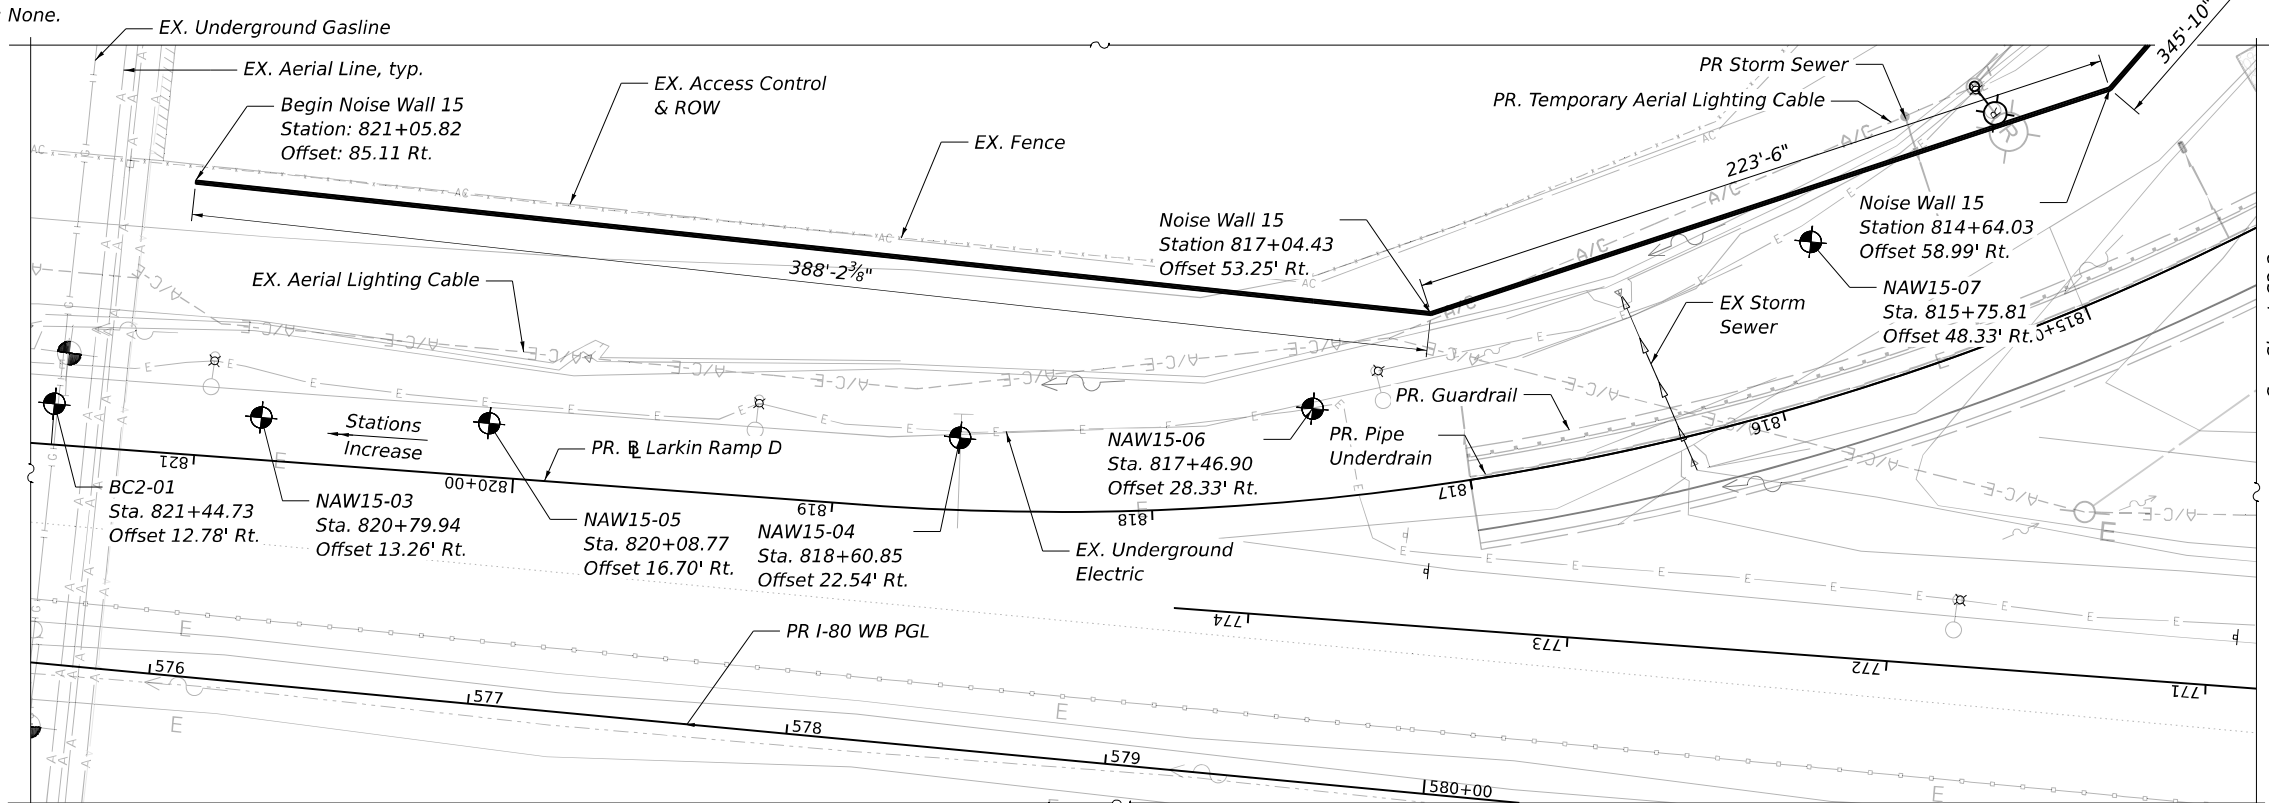 None.
EX. Underground Gasline
EX. Aerial Line, typ.
Begin Noise Wall 15
Station: 821+05.82
Offset: 85.11 Rt.
EX. Access Control
& ROW
EX. Fence
PR Storm Sewer
PR. Temporary Aerial Lighting Cable
345'-10"
223'-6"
Noise Wall 15
Station 817+04.43
Offset 53.25' Rt.
Noise Wall 15
Station 814+64.03
Offset 58.99' Rt.
388'-2⅜"
EX. Aerial Lighting Cable
EX Storm
Sewer
NAW15-07
Sta. 815+75.81
Offset 48.33' Rt.
PR. Guardrail
PR. Pipe
Underdrain
Stations
Increase
PR. BL Larkin Ramp D
NAW15-06
Sta. 817+46.90
Offset 28.33' Rt.
BC2-01
Sta. 821+44.73
Offset 12.78' Rt.
NAW15-03
Sta. 820+79.94
Offset 13.26' Rt.
NAW15-05
Sta. 820+08.77
Offset 16.70' Rt.
NAW15-04
Sta. 818+60.85
Offset 22.54' Rt.
EX. Underground
Electric
821
820+00
819
818
817
816
PR I-80 WB PGL
774
773
772
771
576
577
578
579
580+00
A/C-E
A/C-E
A/C-E
A/C-E
A/C-E
A/C-E
A/C-E
A/C-E
A/C-E
A/C-E
A/C-E
A/C-E
A/C-E
A/C
A/C
A/C
A/C
AC
AC
AC
AC
AC
R
R
E
E
E
E
E
E